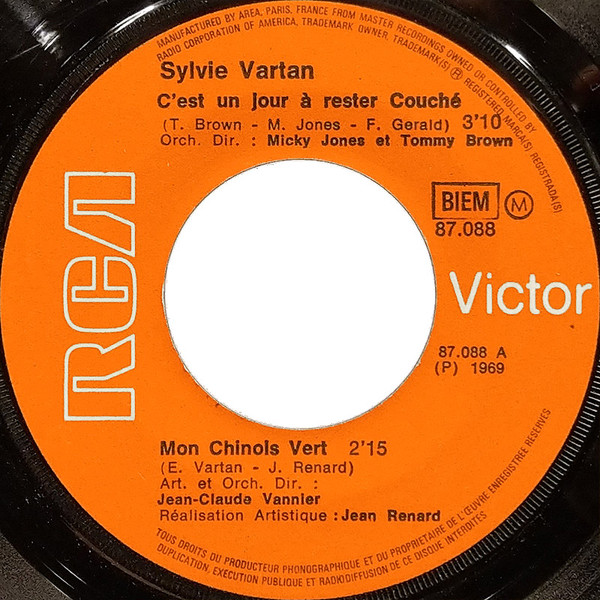 MANUFACTURED BY AREA, PARIS, FRANCE FROM MASTER RECORDINGS OWNED OR CONTROLLED BY
RADIO CORPORATION OF AMERICA, TRADEMARK OWNER. TRADEMARK(S) ® REGISTERED. MARCA(S) REGISTRADA(S)
Sylvie Vartan
C'est un jour à rester Couché
(T. Brown - M. Jones - F. Gerald) 3'10
Orch. Dir. : Micky Jones et Tommy Brown
BIEM M
87.088
RCA
Victor
87.088 A
(P) 1969
Mon Chinois Vert 2'15
(E. Vartan - J. Renard)
Art. et Orch. Dir. :
Jean-Claude Vannier
Réalisation Artistique : Jean Renard
TOUS DROITS DU PRODUCTEUR PHONOGRAPHIQUE ET DU PROPRIETAIRE DE L'ŒUVRE ENREGISTREE RESERVES
DUPLICATION, EXECUTION PUBLIQUE ET RADIODIFFUSION DE CE DISQUE INTERDITES